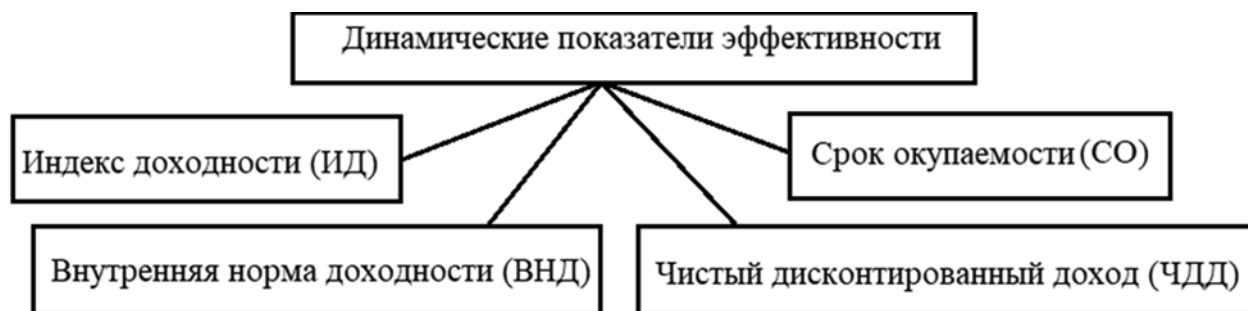 Динамические показатели эффективности
Индекс доходности (ИД)
Срок окупаемости (СО)
Внутренняя норма доходности (ВНД)
Чистый дисконтированный доход (ЧДД)